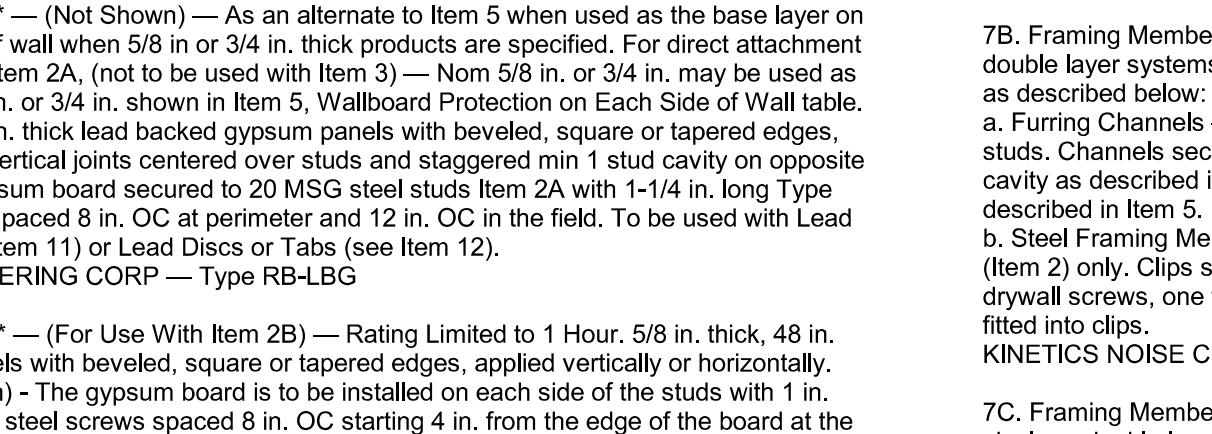 * — (Not Shown) — As an alternate to Item 5 when used as the base layer on
wall when 5/8 in or 3/4 in. thick products are specified. For direct attachment
2A, (not to be used with Item 3) — Nom 5/8 in. or 3/4 in. may be used as
or 3/4 in. shown in Item 5, Wallboard Protection on Each Side of Wall table.
thick lead backed gypsum panels with beveled, square or tapered edges,
joints centered over studs and staggered min 1 stud cavity on opposite
board secured to 20 MSG steel studs Item 2A with 1-1/4 in. long Type
8 in. OC at perimeter and 12 in. OC in the field. To be used with Lead
11) or Lead Discs or Tabs (see Item 12).
ERING CORP — Type RB-LBG
* — (For Use With Item 2B) — Rating Limited to 1 Hour. 5/8 in. thick, 48 in.
with beveled, square or tapered edges, applied vertically or horizontally.
- The gypsum board is to be installed on each side of the studs with 1 in.
steel screws spaced 8 in. OC starting 4 in. from the edge of the board at the
7B. Framing Membe
double layer systems
as described below:
a. Furring Channels
studs. Channels sec
cavity as described i
described in Item 5.
b. Steel Framing Me
(Item 2) only. Clips s
drywall screws, one
fitted into clips.
KINETICS NOISE C
7C. Framing Membe